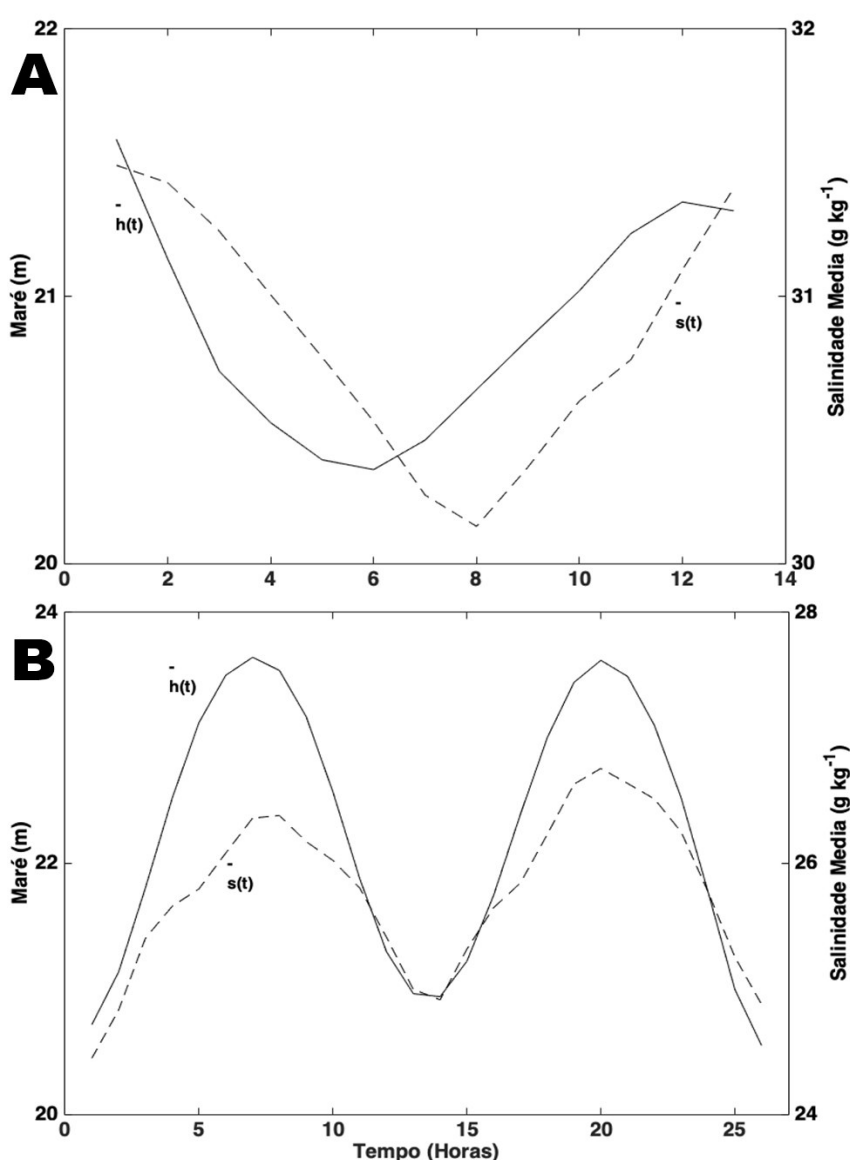 A
22
32
h(t)
Maré (m)
21
31
s(t)
Salinidade Media (g kg-1)
20
30
0 2 4 6 8 10 12 14
B
24
28
h(t)
Maré (m)
22
26
s(t)
Salinidade Media (g kg-1)
20
24
0 5 10 15 20 25
Tempo (Horas)